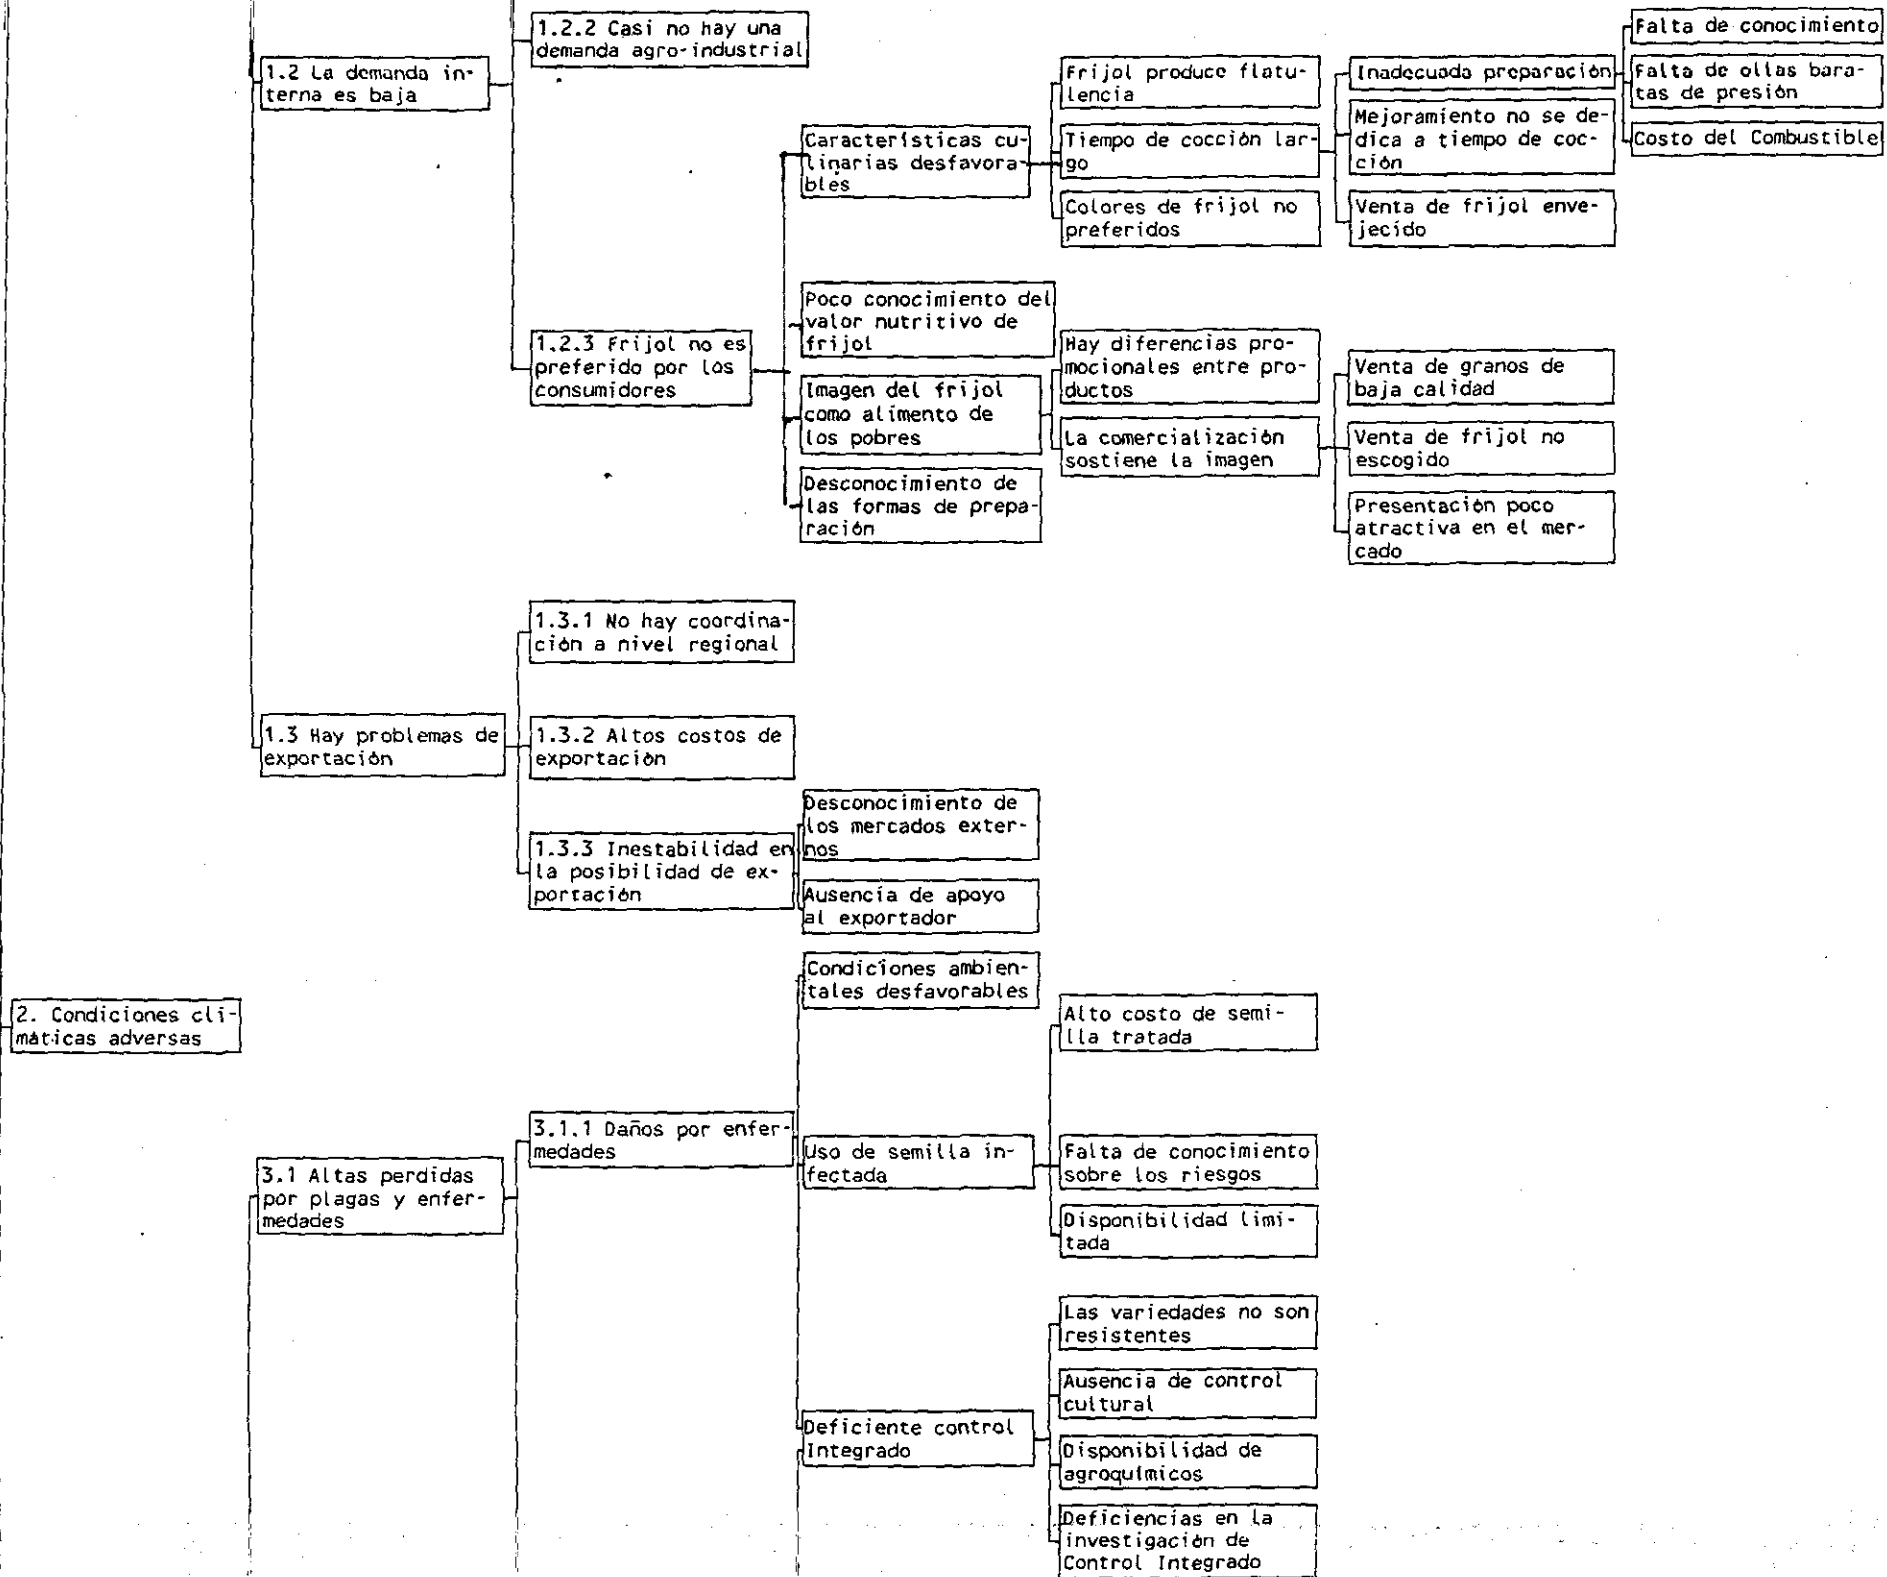 1.2.2 Casi no hay una
demanda agro-industrial
1.2 La demanda in-
terna es baja
Frijol produce flatu-
lencia
Inadecuada preparación
Falta de conocimiento
Falta de ollas bara-
tas de presión
Costo del Combustible
Características cu-
linarias desfavora-
bles
Tiempo de cocción lar-
go
Mejoramiento no se de-
dica a tiempo de coc-
ción
Colores de frijol no
preferidos
Venta de frijol enve-
jecido
1.2.3 Frijol no es
preferido por los
consumidores
Poco conocimiento del
valor nutritivo de
frijol
Imagen del frijol
como alimento de
los pobres
Hay diferencias pro-
mocionales entre pro-
ductos
La comercialización
sostiene la imagen
Venta de granos de
baja calidad
Venta de frijol no
escogido
Presentación poco
atractiva en el mer-
cado
Desconocimiento de
las formas de prepa-
ración
1.3 Hay problemas de
exportación
1.3.1 No hay coordina-
ción a nivel regional
1.3.2 Altos costos de
exportación
1.3.3 Inestabilidad en
la posibilidad de ex-
portación
Desconocimiento de
los mercados exter-
nos
Ausencia de apoyo
al exportador
2. Condiciones cli-
máticas adversas
3.1 Altas perdidas
por plagas y enfer-
medades
3.1.1 Daños por enfer-
medades
Condiciones ambien-
tales desfavorables
Uso de semilla in-
fectada
Alto costo de semi-
lla tratada
Falta de conocimiento
sobre los riesgos
Disponibilidad limi-
tada
Deficiente control
Integrado
Las variedades no son
resistentes
Ausencia de control
cultural
Disponibilidad de
agroquímicos
Deficiencias en la
investigación de
Control Integrado